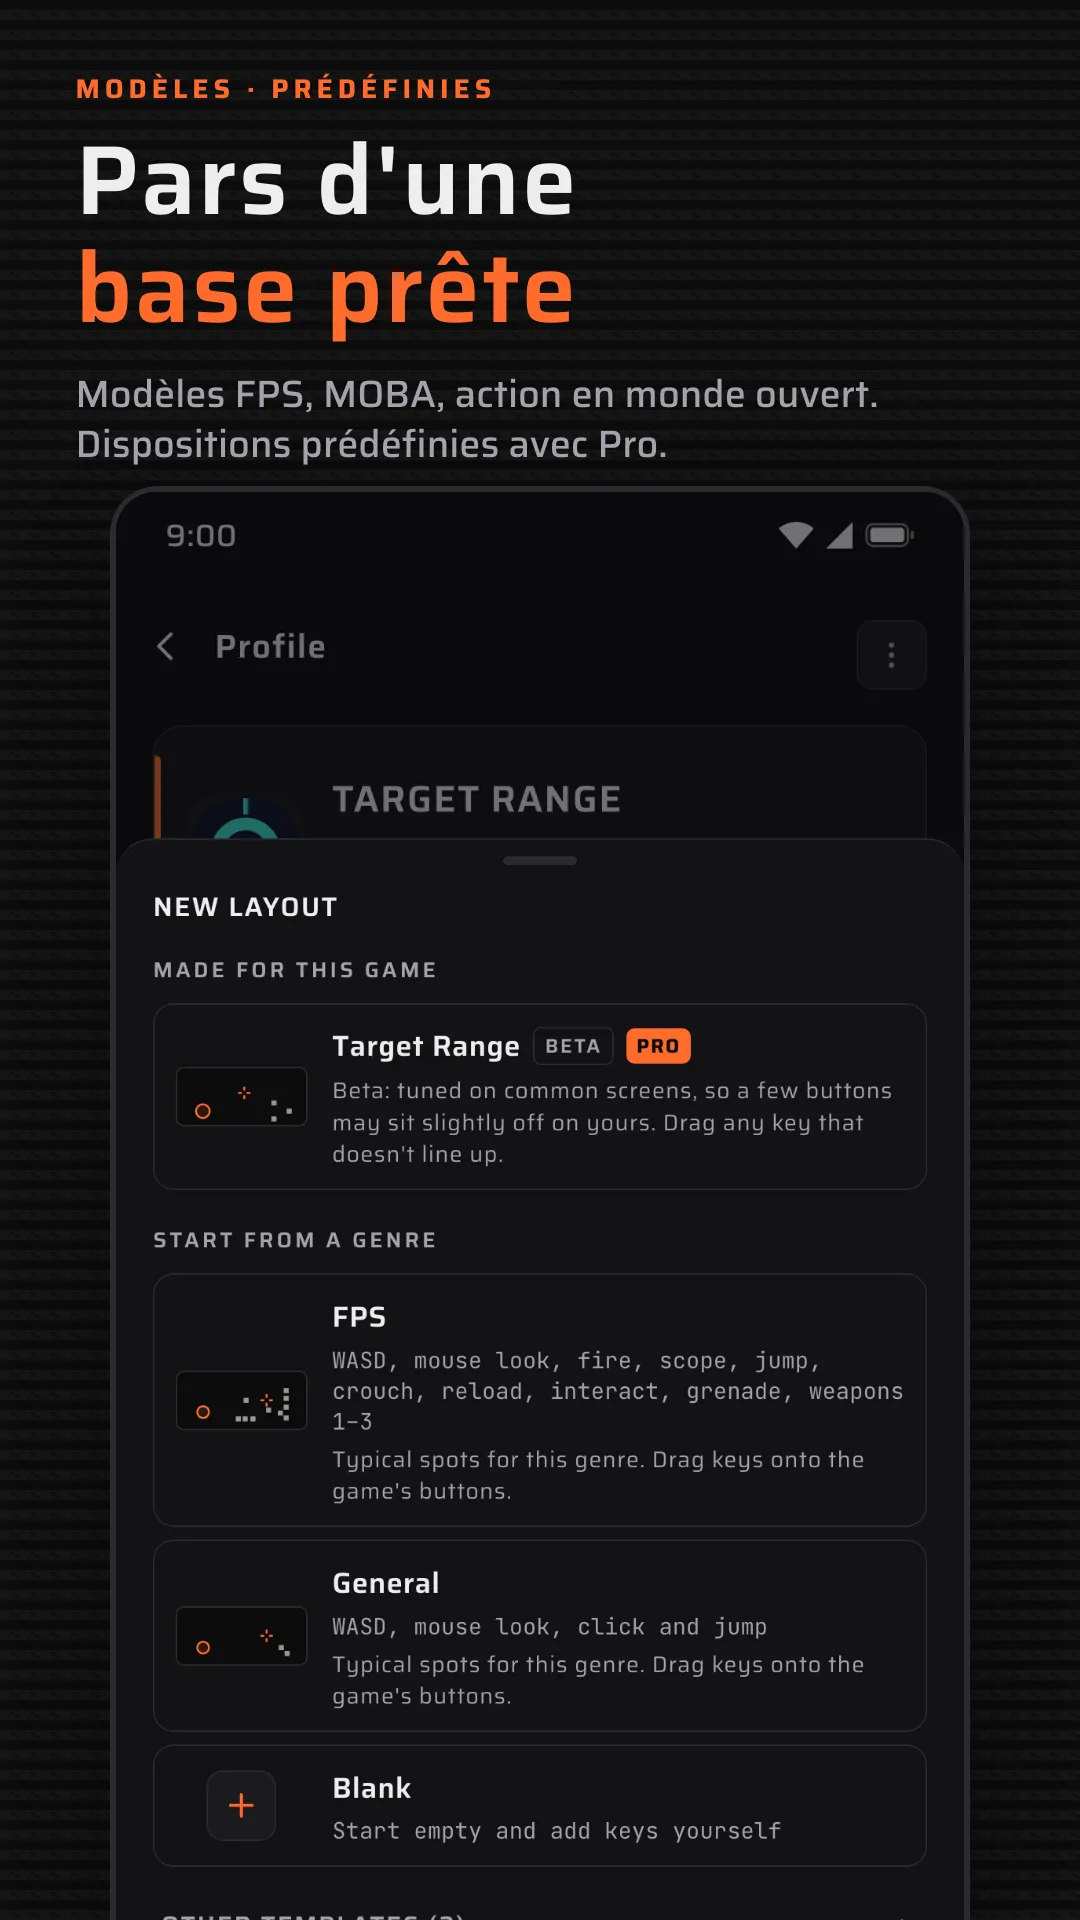 MODÈLES · PRÉDÉFINIES
Pars d'une
base prête
Modèles FPS, MOBA, action en monde ouvert.
Dispositions prédéfinies avec Pro.
9:00
Profile
TARGET RANGE
NEW LAYOUT
MADE FOR THIS GAME
Target Range BETA PRO
Beta: tuned on common screens, so a few buttons
may sit slightly off on yours. Drag any key that
doesn't line up.
START FROM A GENRE
FPS
WASD, mouse look, fire, scope, jump,
crouch, reload, interact, grenade, weapons
1–3
Typical spots for this genre. Drag keys onto the
game's buttons.
General
WASD, mouse look, click and jump
Typical spots for this genre. Drag keys onto the
game's buttons.
Blank
Start empty and add keys yourself
OTHER TEMPLATES